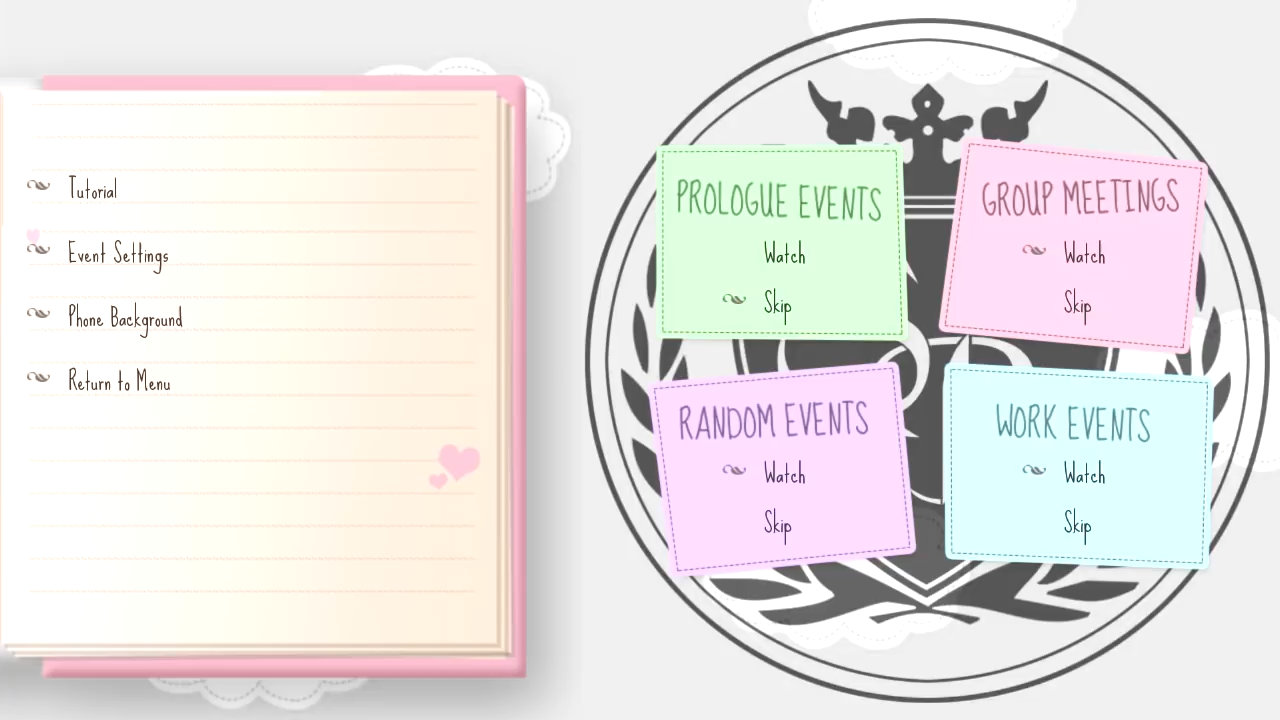 Tutorial
Event Settings
Phone Background
Return to Menu
PROLOGUE EVENTS
Watch
Skip
GROUP MEETINGS
Watch
Skip
RANDOM EVENTS
Watch
Skip
WORK EVENTS
Watch
Skip